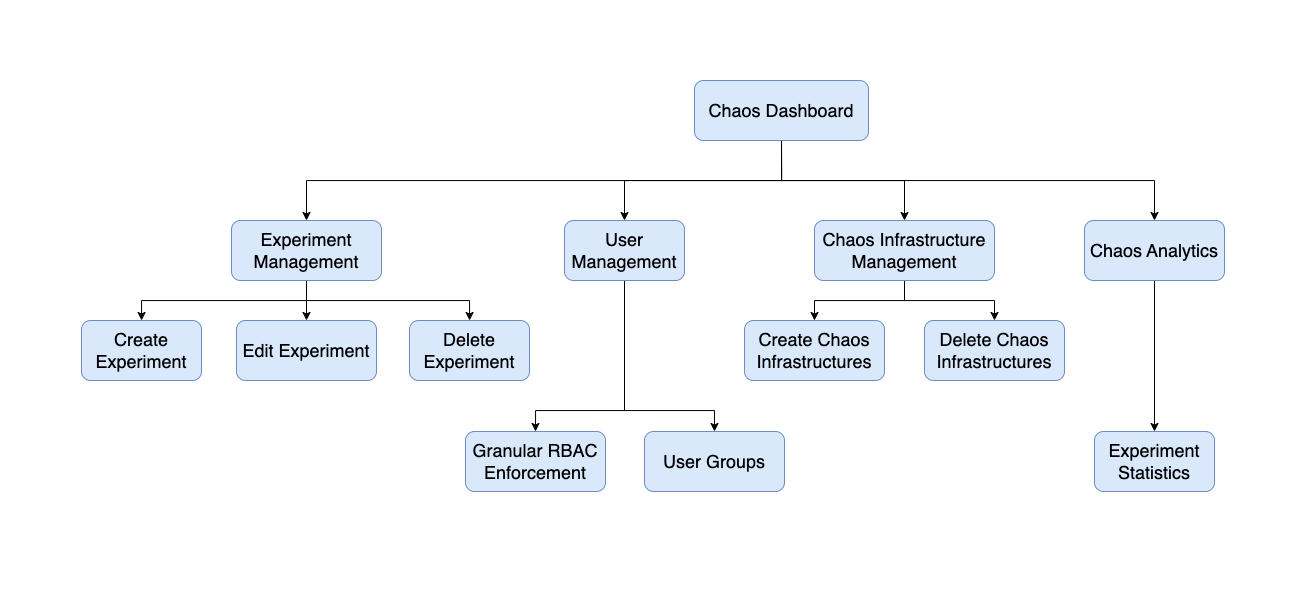 Chaos Dashboard
Experiment
Management
User
Management
Chaos Infrastructure
Management
Chaos Analytics
Create
Experiment
Edit Experiment
Delete
Experiment
Create Chaos
Infrastructures
Delete Chaos
Infrastructures
Granular RBAC
Enforcement
User Groups
Experiment
Statistics